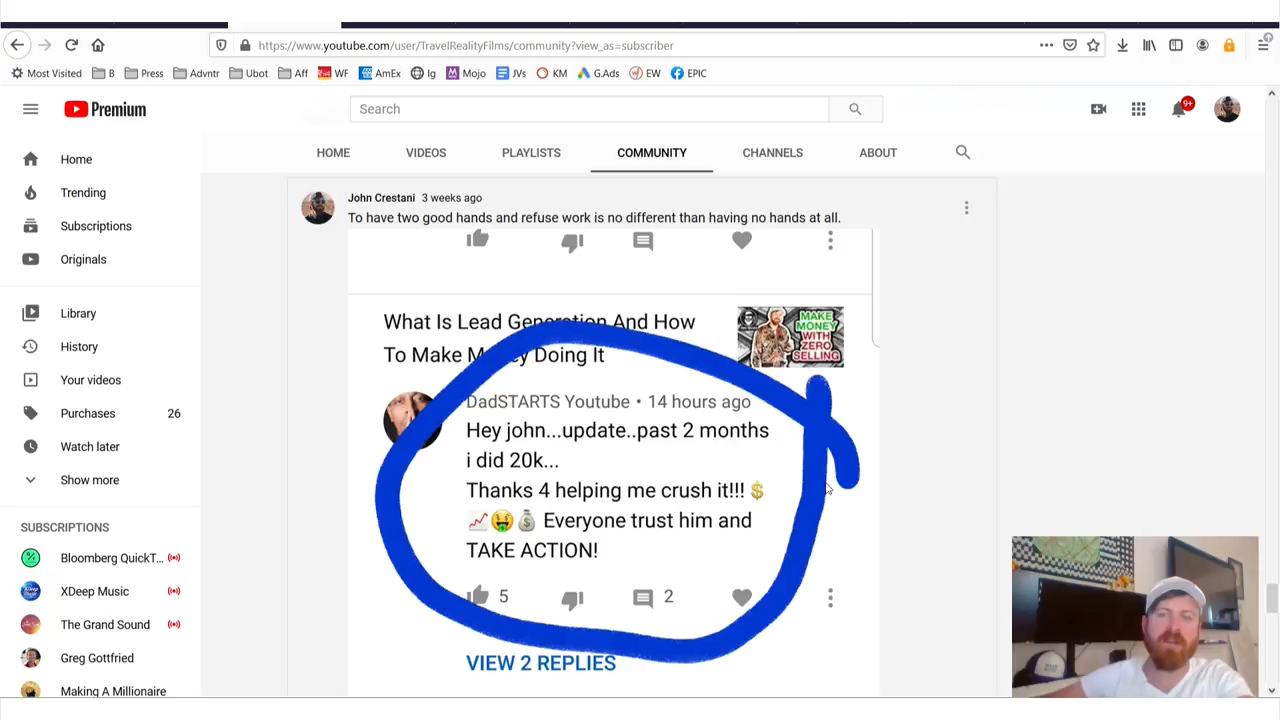 https://www.youtube.com/user/TravelRealityFilms/community?view_as=subscriber
Most Visited B Press Advntr Ubot Aff WF AmEx Ig Mojo JVs KM G.Ads EW EPIC
Premium
Search
9+
Home
Trending
Subscriptions
Originals
Library
History
Your videos
Purchases 26
Watch later
Show more
SUBSCRIPTIONS
Bloomberg QuickT...
XDeep Music
The Grand Sound
Greg Gottfried
Making A Millionaire
HOME VIDEOS PLAYLISTS COMMUNITY CHANNELS ABOUT
John Crestani 3 weeks ago
To have two good hands and refuse work is no different than having no hands at all.
What Is Lead Generation And How
To Make Money Doing It
MAKE
MONEY
WITH
ZERO
SELLING
DadSTARTS Youtube • 14 hours ago
Hey john...update..past 2 months
i did 20k...
Thanks 4 helping me crush it!!! 💲
📈🤑💰 Everyone trust him and
TAKE ACTION!
5 2
VIEW 2 REPLIES